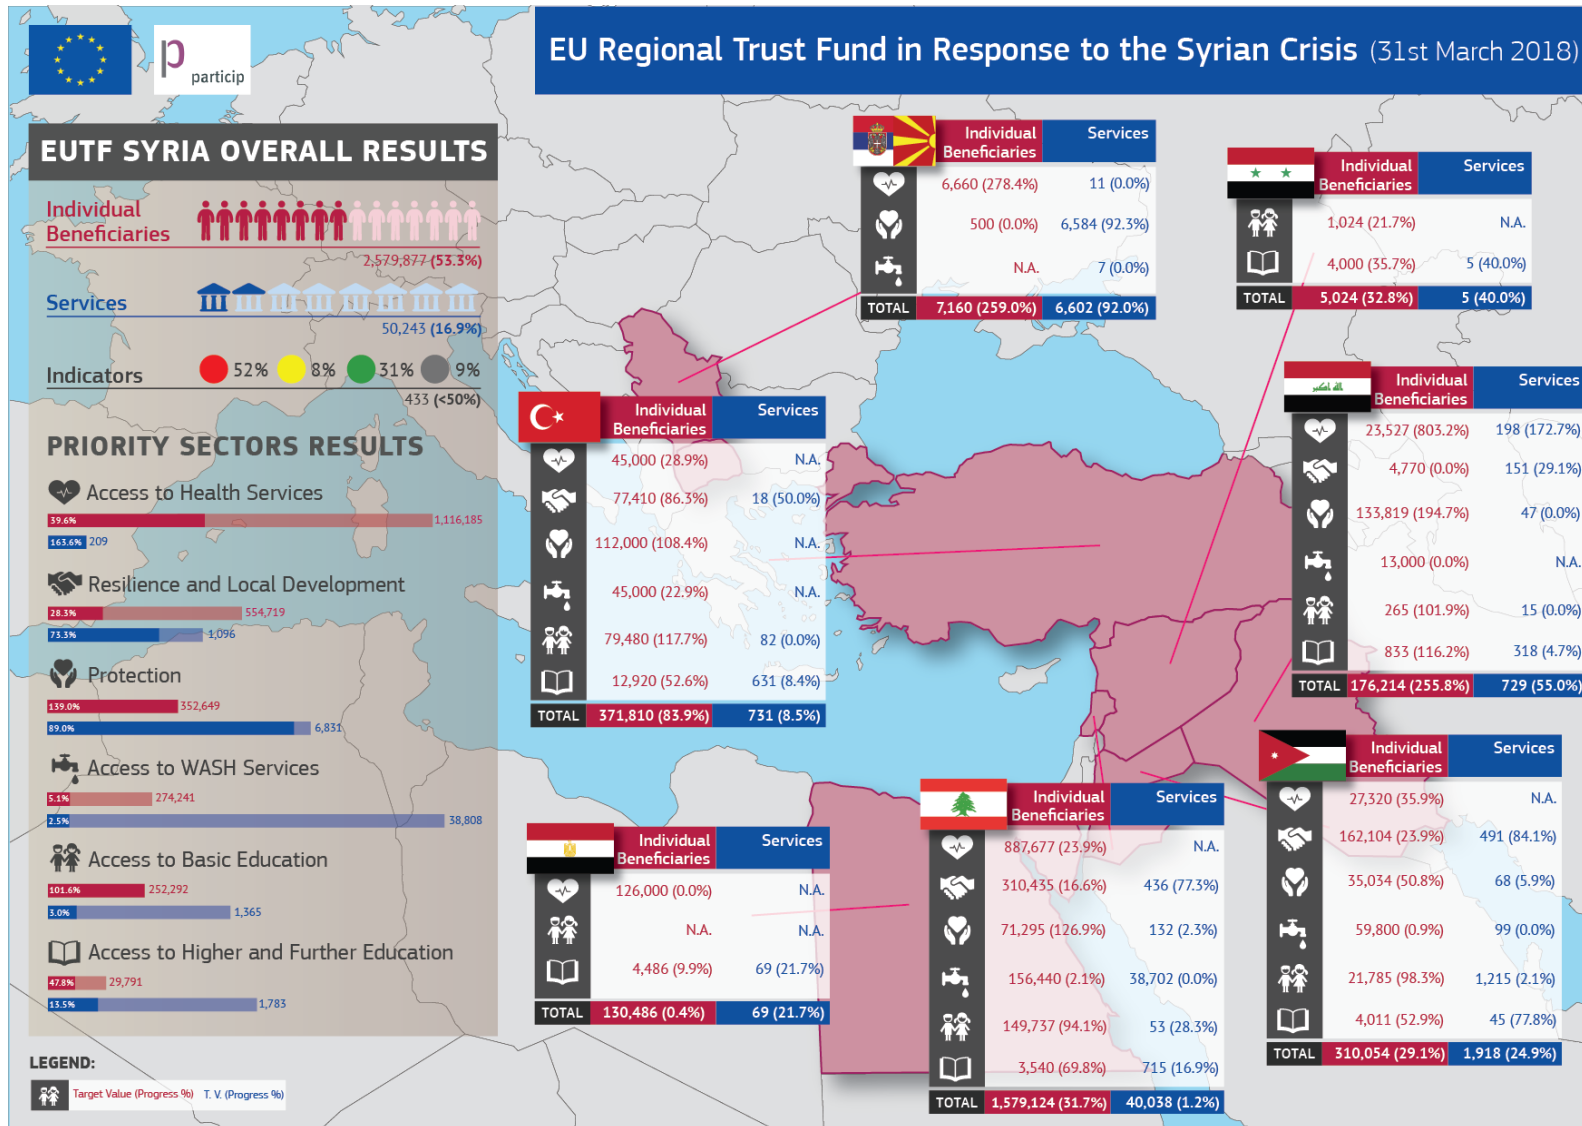 particip
EU Regional Trust Fund in Response to the Syrian Crisis (31st March 2018)
EUTF SYRIA OVERALL RESULTS
Individual
Beneficiaries
2,579,877 (53.3%)
Services
50,243 (16.9%)
Indicators 52% 8% 31% 9%
433 (<50%)
PRIORITY SECTORS RESULTS
Access to Health Services
39.6% 1,116,185
163.6% 209
Resilience and Local Development
28.3% 554,719
73.3% 1,096
Protection
139.0% 352,649
89.0% 6,831
Access to WASH Services
5.1% 274,241
2.5% 38,808
Access to Basic Education
101.6% 252,292
3.0% 1,365
Access to Higher and Further Education
47.8% 29,791
13.5% 1,783
LEGEND:
Target Value (Progress %) T. V. (Progress %)
Individual Services
Beneficiaries
6,660 (278.4%) 11 (0.0%)
500 (0.0%) 6,584 (92.3%)
N.A. 7 (0.0%)
TOTAL 7,160 (259.0%) 6,602 (92.0%)
Individual Services
Beneficiaries
1,024 (21.7%) N.A.
4,000 (35.7%) 5 (40.0%)
TOTAL 5,024 (32.8%) 5 (40.0%)
Individual Services
Beneficiaries
45,000 (28.9%) N.A.
77,410 (86.3%) 18 (50.0%)
112,000 (108.4%) N.A.
45,000 (22.9%) N.A.
79,480 (117.7%) 82 (0.0%)
12,920 (52.6%) 631 (8.4%)
TOTAL 371,810 (83.9%) 731 (8.5%)
الله اكبر
Individual Services
Beneficiaries
23,527 (803.2%) 198 (172.7%)
4,770 (0.0%) 151 (29.1%)
133,819 (194.7%) 47 (0.0%)
13,000 (0.0%) N.A.
265 (101.9%) 15 (0.0%)
833 (116.2%) 318 (4.7%)
TOTAL 176,214 (255.8%) 729 (55.0%)
Individual Services
Beneficiaries
126,000 (0.0%) N.A.
N.A. N.A.
4,486 (9.9%) 69 (21.7%)
TOTAL 130,486 (0.4%) 69 (21.7%)
Individual Services
Beneficiaries
887,677 (23.9%) N.A.
310,435 (16.6%) 436 (77.3%)
71,295 (126.9%) 132 (2.3%)
156,440 (2.1%) 38,702 (0.0%)
149,737 (94.1%) 53 (28.3%)
3,540 (69.8%) 715 (16.9%)
TOTAL 1,579,124 (31.7%) 40,038 (1.2%)
Individual Services
Beneficiaries
27,320 (35.9%) N.A.
162,104 (23.9%) 491 (84.1%)
35,034 (50.8%) 68 (5.9%)
59,800 (0.9%) 99 (0.0%)
21,785 (98.3%) 1,215 (2.1%)
4,011 (52.9%) 45 (77.8%)
TOTAL 310,054 (29.1%) 1,918 (24.9%)